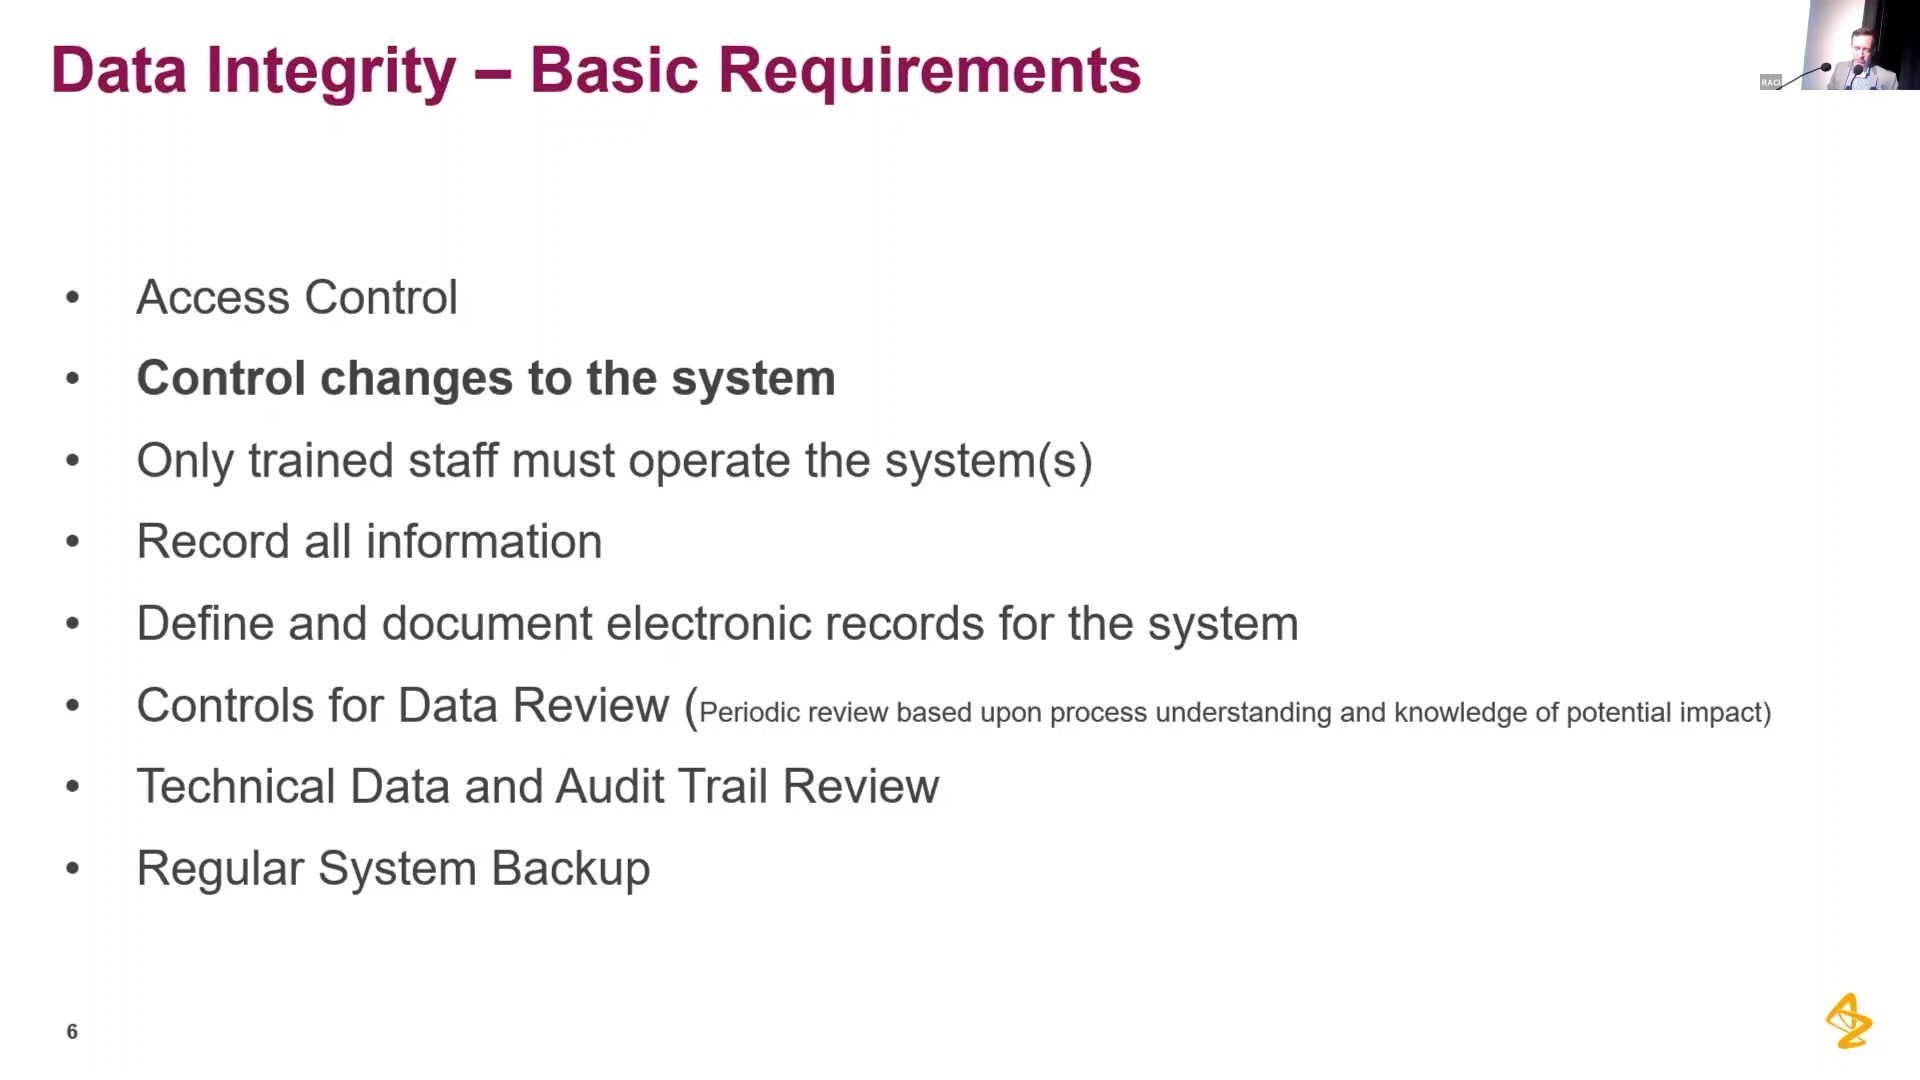 Data Integrity – Basic Requirements
RACI
• Access Control
• Control changes to the system
• Only trained staff must operate the system(s)
• Record all information
• Define and document electronic records for the system
• Controls for Data Review (Periodic review based upon process understanding and knowledge of potential impact)
• Technical Data and Audit Trail Review
• Regular System Backup
6